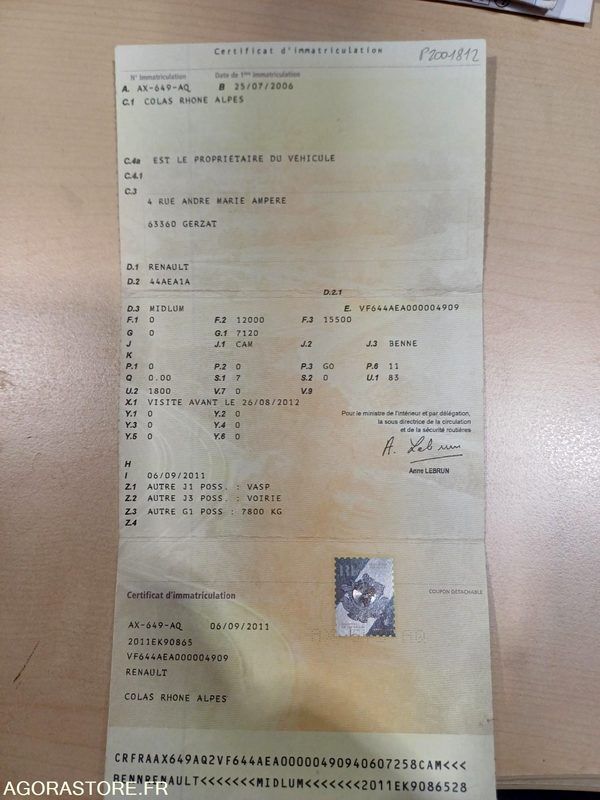 Certificat d'immatriculation
P2001812
N° Immatriculation Date de 1ère immatriculation
A. AX-649-AQ B 25/07/2006
C.1 COLAS RHONE ALPES
C.4a EST LE PROPRIETAIRE DU VEHICULE
C.4.1
C.3
4 RUE ANDRE MARIE AMPERE
63360 GERZAT
D.1 RENAULT
D.2 44AEA1A
D.2.1
D.3 MIDLUM E. VF644AEA000004909
F.1 0 F.2 12000 F.3 15500
G 0 G.1 7120
J J.1 CAM J.2 J.3 BENNE
K
P.1 0 P.2 0 P.3 GO P.6 11
Q 0.00 S.1 7 S.2 0 U.1 83
U.2 1800 V.7 0 V.9
X.1 VISITE AVANT LE 26/08/2012
Y.1 0 Y.2 0
Y.3 0 Y.4 0
Y.5 0 Y.6 0
Pour le ministre de l'intérieur et par délégation,
la sous directrice de la circulation
et de la sécurité routières
A. Lebrun
Anne LEBRUN
H
I 06/09/2011
Z.1 AUTRE J1 POSS. : VASP
Z.2 AUTRE J3 POSS. : VOIRIE
Z.3 AUTRE G1 POSS : 7800 KG
Z.4
Certificat d'immatriculation COUPON DÉTACHABLE
AX-649-AQ 06/09/2011
2011EK90865
VF644AEA000004909
RENAULT
COLAS RHONE ALPES
CRFRAAX649AQ2VF644AEA00000490940607258CAM<<<
BENNRENAULT<<<<<<<MIDLUM<<<<<<<2011EK9086528
AGORASTORE.FR